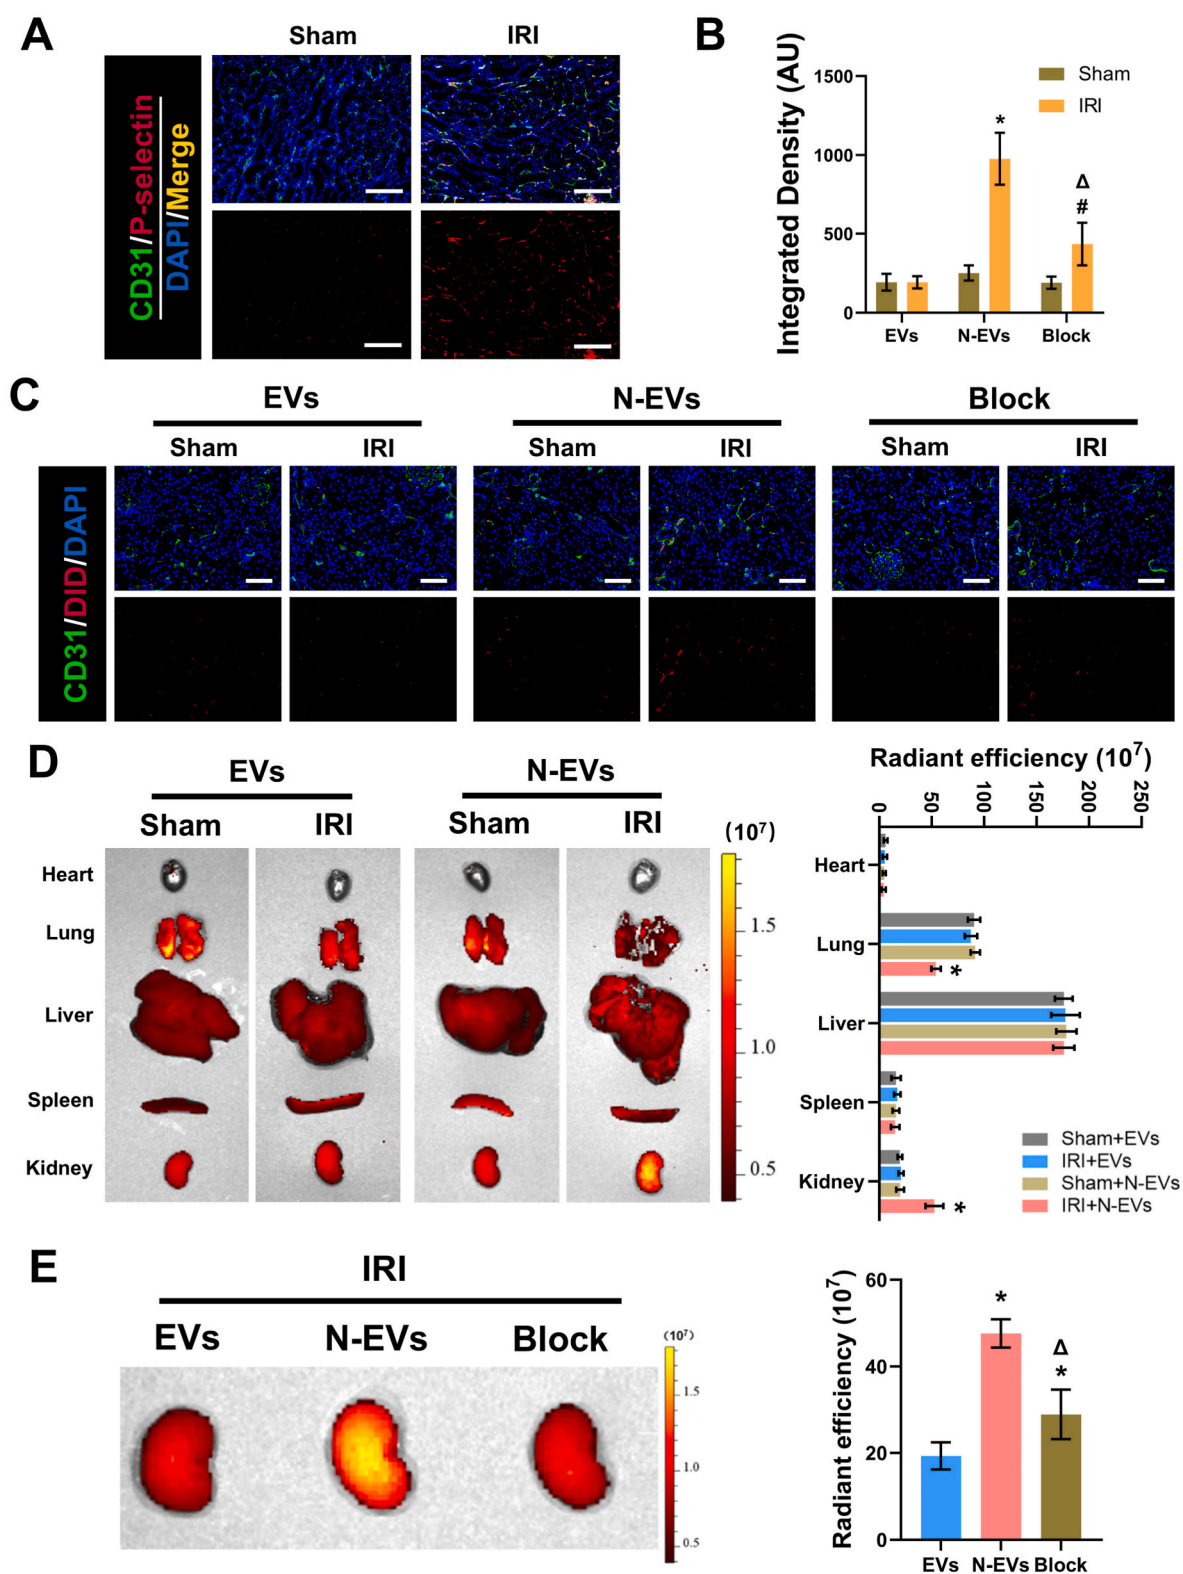 A
Sham IRI
CD31/P-selectin
DAPI/Merge
B
Integrated Density (AU)
1500
1000
500
0
Sham
IRI
*
Δ
#
EVs N-EVs Block
C
EVs N-EVs Block
Sham IRI Sham IRI Sham IRI
CD31/DID/DAPI
D
EVs N-EVs
Sham IRI Sham IRI
(10⁷)
Heart
Lung
Liver
Spleen
Kidney
1.5
1.0
0.5
Radiant efficiency (10⁷)
0 50 100 150 200 250
Heart
Lung
*
Liver
Spleen
Kidney
*
Sham+EVs
IRI+EVs
Sham+N-EVs
IRI+N-EVs
E
IRI
EVs N-EVs Block
(10⁷)
1.5
1.0
0.5
Radiant efficiency (10⁷)
60
40
20
0
*
Δ
*
EVs N-EVs Block